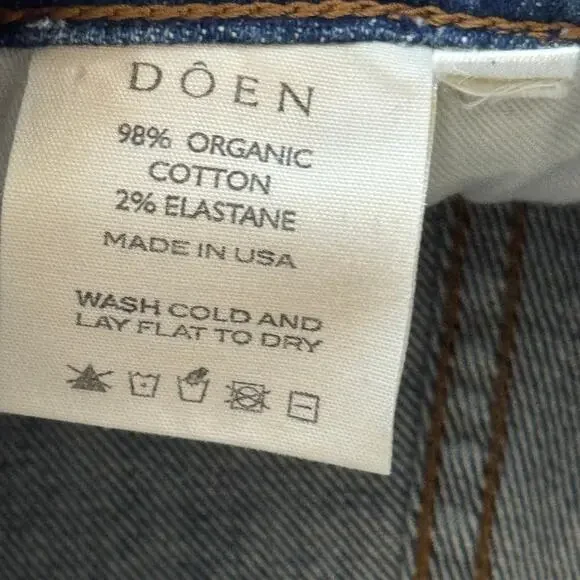 DÔEN
98% ORGANIC
COTTON
2% ELASTANE
MADE IN USA
WASH COLD AND
LAY FLAT TO DRY